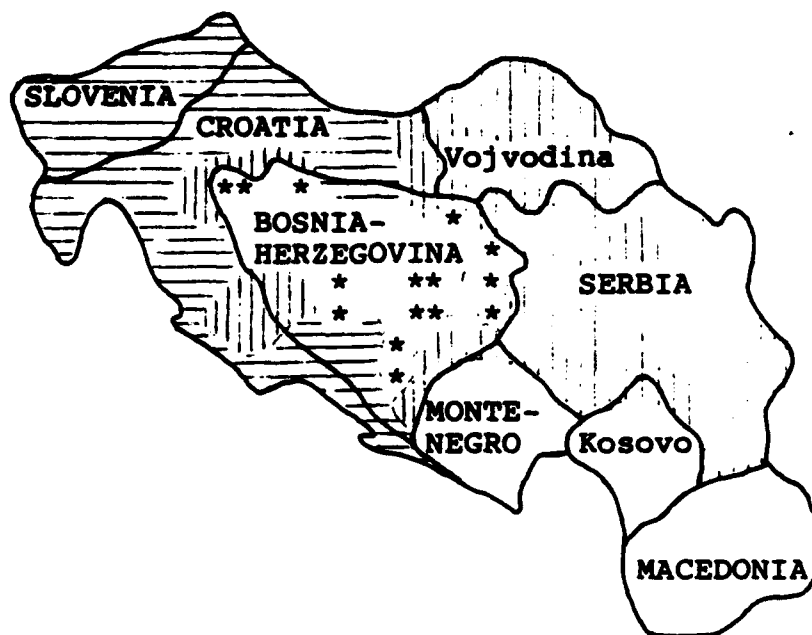 SLOVENIA
CROATIA
Vojvodina
** *
BOSNIA-
HERZEGOVINA
*
*
* ** *
* ** *
*
*
SERBIA
MONTE-
NEGRO
Kosovo
MACEDONIA